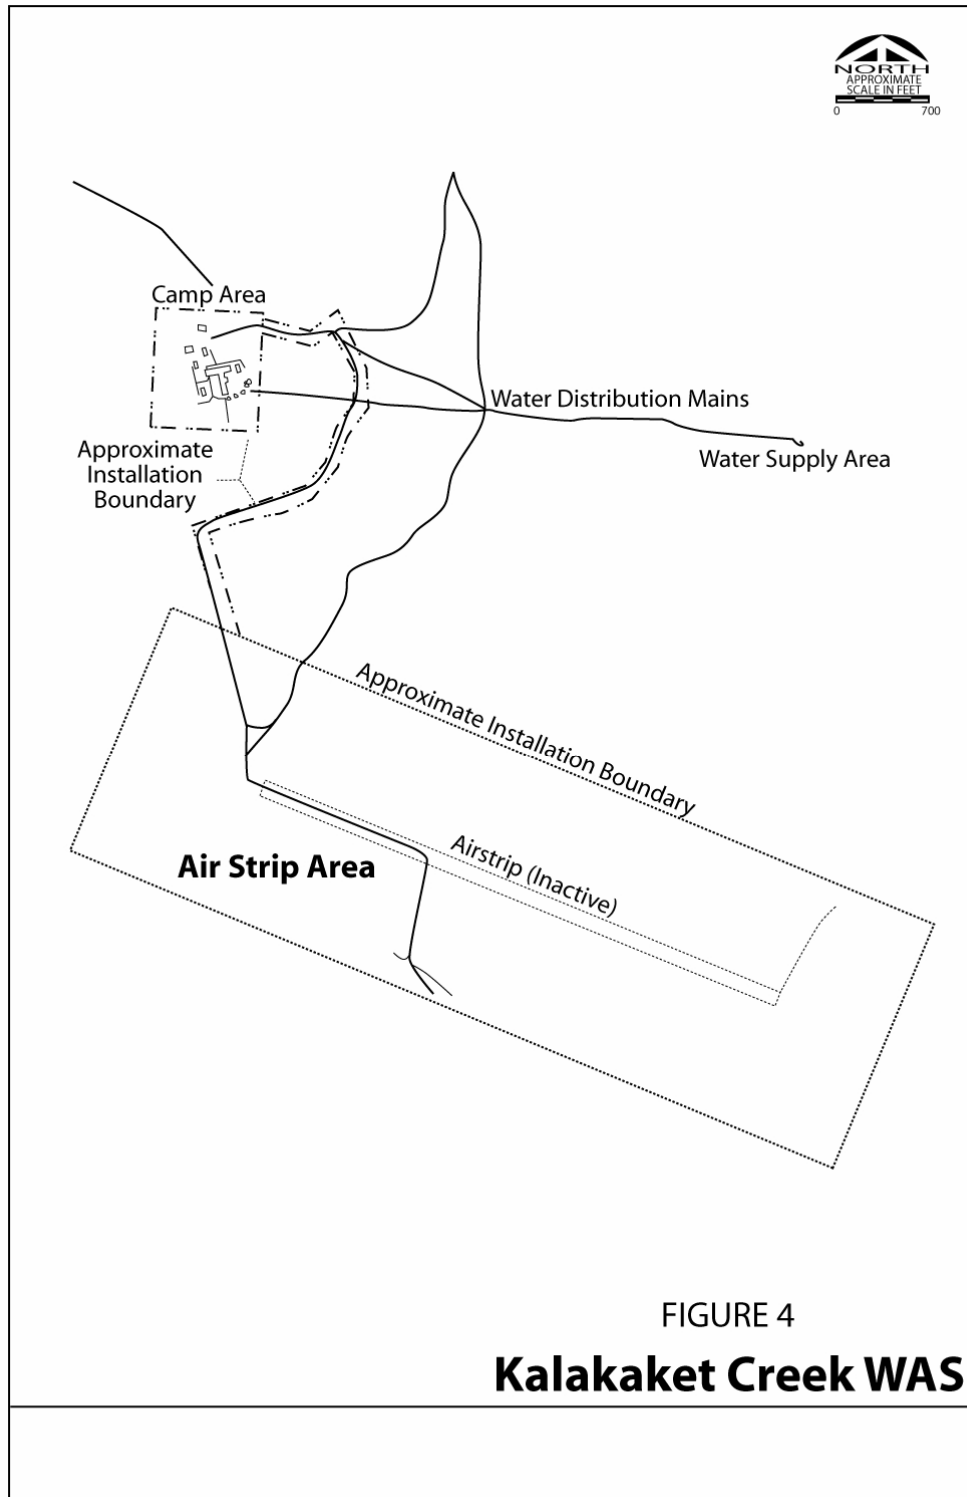 NORTH
APPROXIMATE
SCALE IN FEET
0 700
Camp Area
Water Distribution Mains
Approximate
Installation
Boundary
Water Supply Area
Approximate Installation Boundary
Airstrip (Inactive)
Air Strip Area
FIGURE 4
Kalakaket Creek WAS